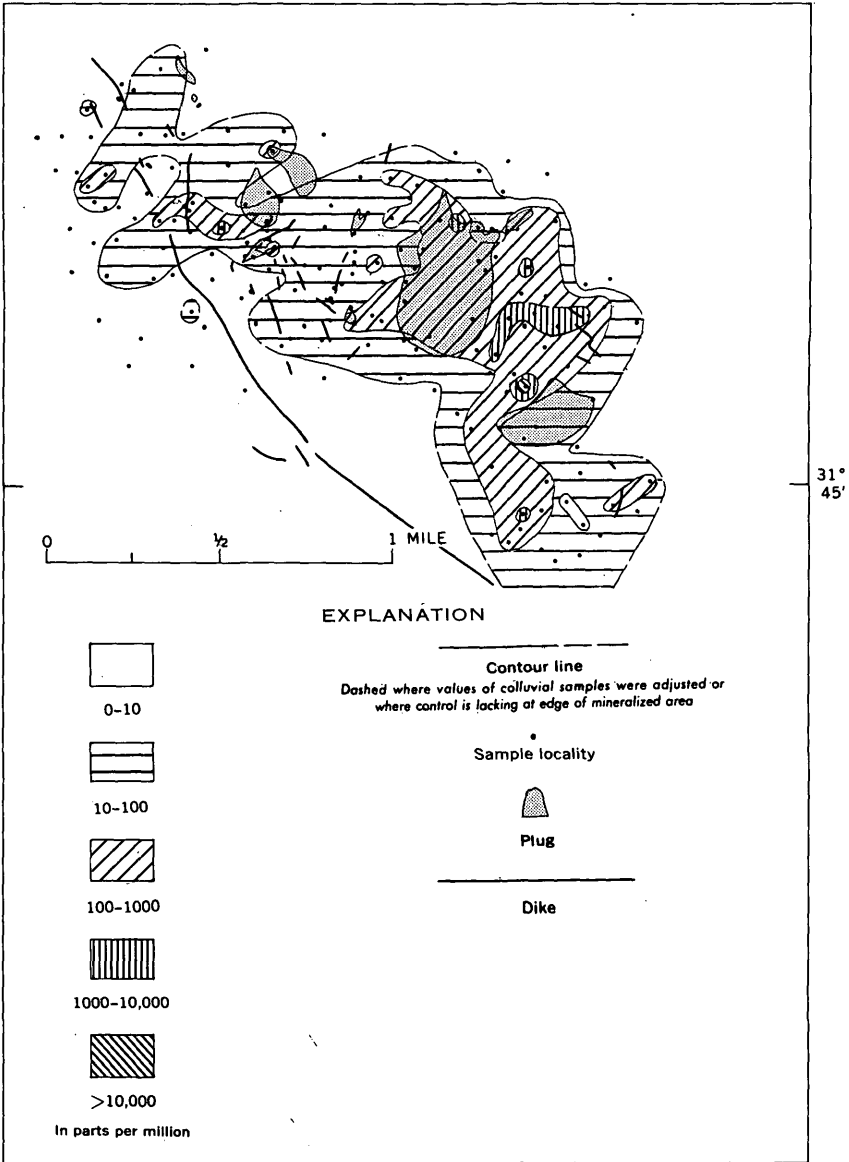 31°
45'
0 ½ 1 MILE
EXPLANATION
0-10
10-100
100-1000
1000-10,000
>10,000
In parts per million
Contour line
Dashed where values of colluvial samples were adjusted or
where control is lacking at edge of mineralized area
Sample locality
Plug
Dike